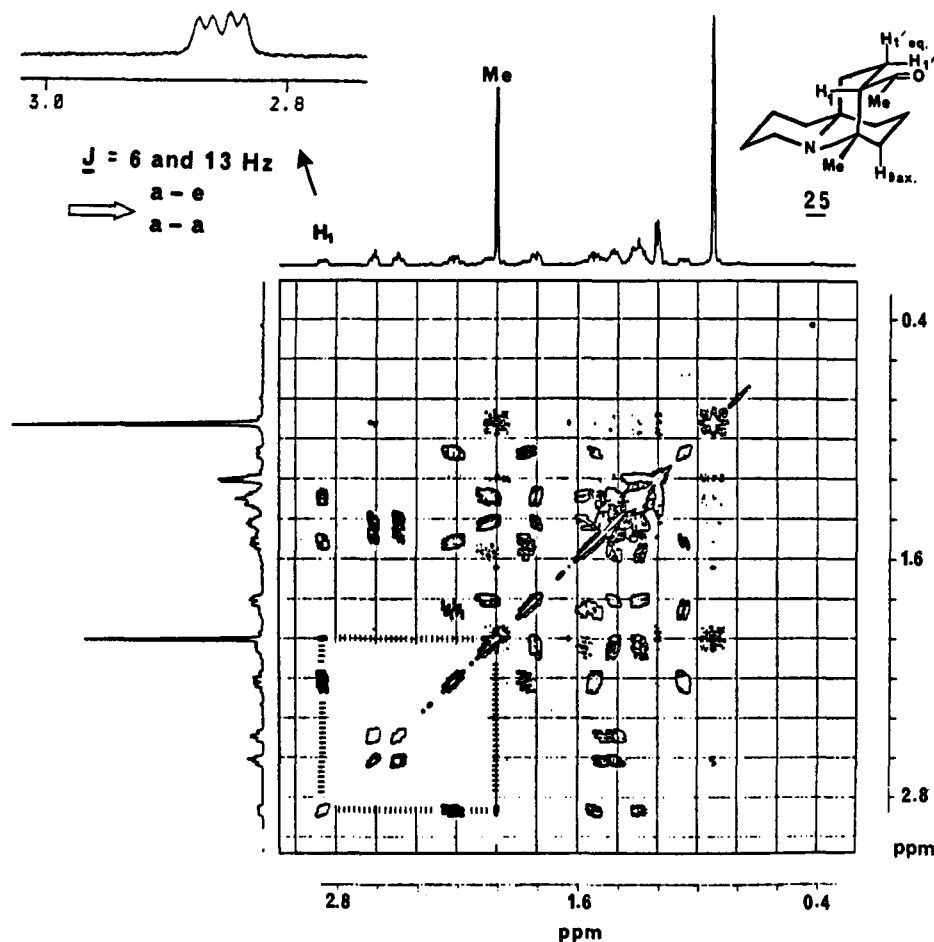 3.0 2.8
J = 6 and 13 Hz
a – e
a – a
H1
Me
H1'eq.
H1'
O
H1
Me
N
Me
H9ax.
25
0.4
1.6
2.8
ppm
2.8 1.6 0.4
ppm